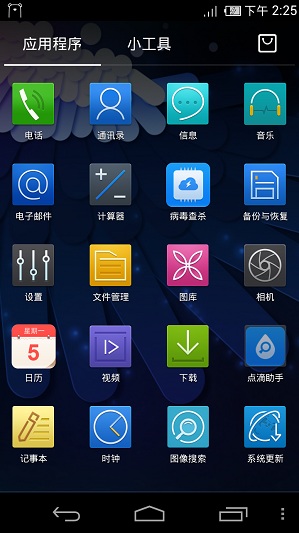 下午 2:25
应用程序 小工具
电话 通讯录 信息 音乐
电子邮件 计算器 病毒查杀 备份与恢复
设置 文件管理 图库 相机
星期一
5
日历 视频 下载 点滴助手
记事本 时钟 图像搜索 系统更新